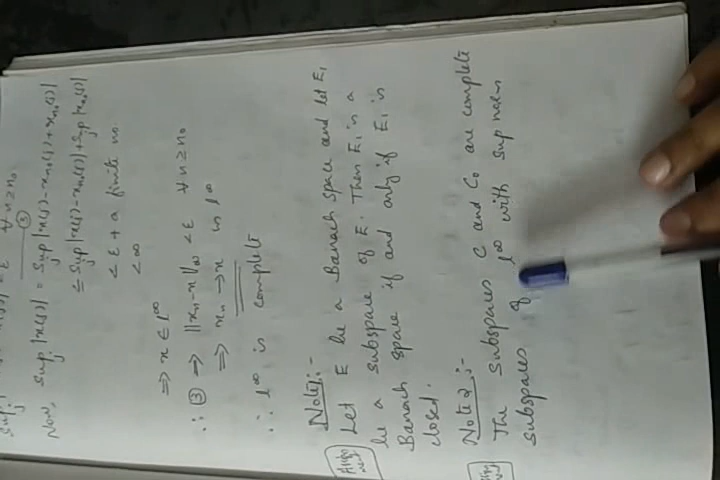 Now, Sup |x(j)| = Sup |x(j) - xn₀(j) + xn₀(j)|
j
≤ Sup |x(j) - xn₀(j)| + Sup |xn₀(j)|
< ε + a finite no
< ∞
⇒ x ∈ l^∞
∴ ③ ⇒ ||xn - x||∞ < ε ∀ n ≥ n₀
⇒ xn → x in l^∞
∴ l^∞ is complete
Note 1:-
Let E be a Banach space and let E₁
be a subspace of E. Then E₁ is a
Banach space if and only if E₁ is
closed.
Note 2:-
The Subspaces C and C₀ are complete
subspaces of l^∞ with sup norm